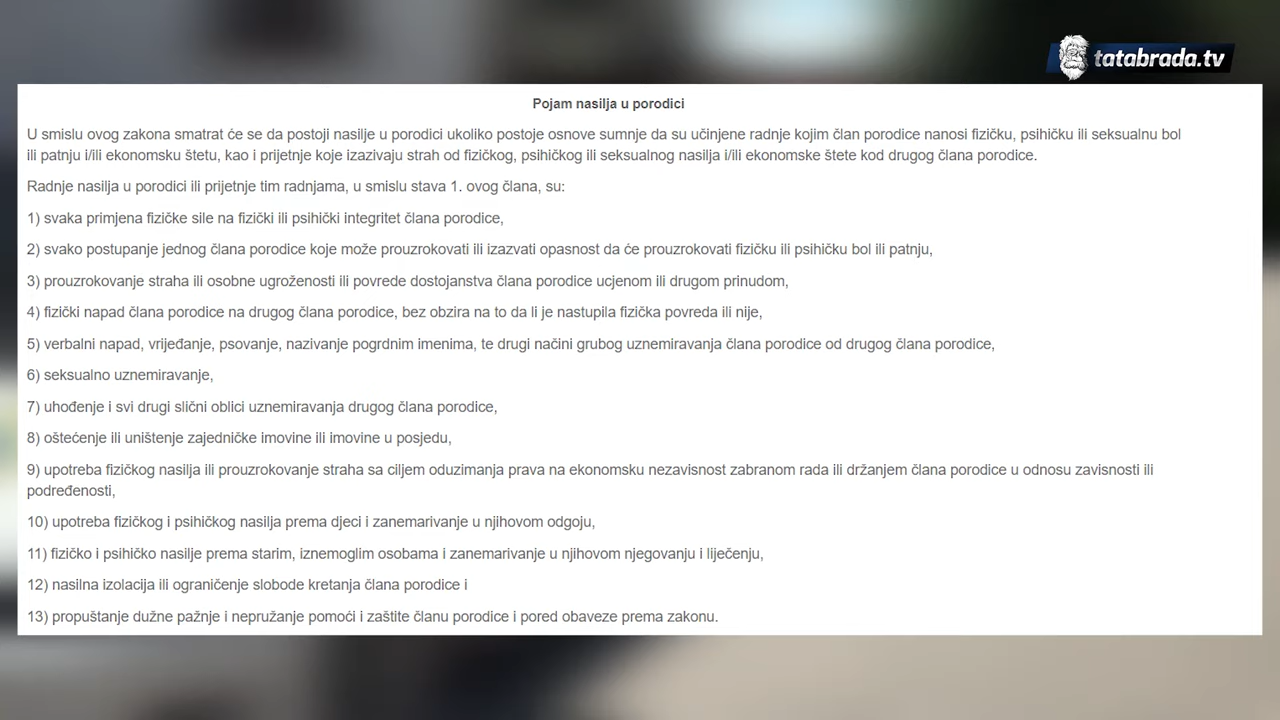 tatabrada.tv
Pojam nasilja u porodici
U smislu ovog zakona smatrat će se da postoji nasilje u porodici ukoliko postoje osnove sumnje da su učinjene radnje kojim član porodice nanosi fizičku, psihičku ili seksualnu bol
ili patnju i/ili ekonomsku štetu, kao i prijetnje koje izazivaju strah od fizičkog, psihičkog ili seksualnog nasilja i/ili ekonomske štete kod drugog člana porodice.
Radnje nasilja u porodici ili prijetnje tim radnjama, u smislu stava 1. ovog člana, su:
1) svaka primjena fizičke sile na fizički ili psihički integritet člana porodice,
2) svako postupanje jednog člana porodice koje može prouzrokovati ili izazvati opasnost da će prouzrokovati fizičku ili psihičku bol ili patnju,
3) prouzrokovanje straha ili osobne ugroženosti ili povrede dostojanstva člana porodice ucjenom ili drugom prinudom,
4) fizički napad člana porodice na drugog člana porodice, bez obzira na to da li je nastupila fizička povreda ili nije,
5) verbalni napad, vrijeđanje, psovanje, nazivanje pogrdnim imenima, te drugi načini grubog uznemiravanja člana porodice od drugog člana porodice,
6) seksualno uznemiravanje,
7) uhođenje i svi drugi slični oblici uznemiravanja drugog člana porodice,
8) oštećenje ili uništenje zajedničke imovine ili imovine u posjedu,
9) upotreba fizičkog nasilja ili prouzrokovanje straha sa ciljem oduzimanja prava na ekonomsku nezavisnost zabranom rada ili držanjem člana porodice u odnosu zavisnosti ili
podređenosti,
10) upotreba fizičkog i psihičkog nasilja prema djeci i zanemarivanje u njihovom odgoju,
11) fizičko i psihičko nasilje prema starim, iznemoglim osobama i zanemarivanje u njihovom njegovanju i liječenju,
12) nasilna izolacija ili ograničenje slobode kretanja člana porodice i
13) propuštanje dužne pažnje i nepružanje pomoći i zaštite članu porodice i pored obaveze prema zakonu.